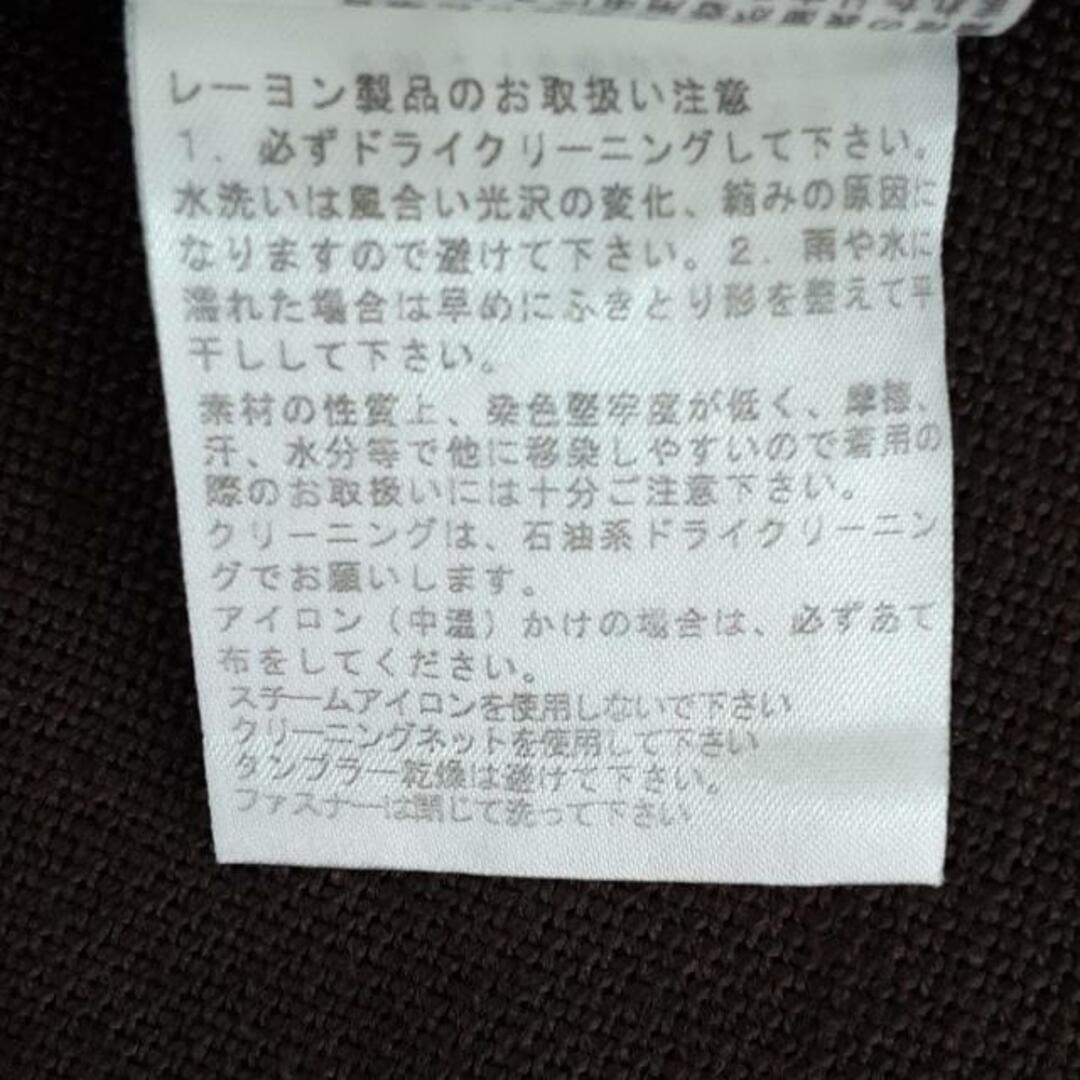 レーヨン製品のお取扱い注意
1．必ずドライクリーニングして下さい。
水洗いは風合い光沢の変化、縮みの原因に
なりますので避けて下さい。2．雨や水に
濡れた場合は早めにふきとり形を整えて平
干しして下さい。
素材の性質上、染色堅牢度が低く、摩擦、
汗、水分等で他に移染しやすいので着用の
際のお取扱いには十分ご注意下さい。
クリーニングは、石油系ドライクリーニン
グでお願いします。
アイロン（中温）かけの場合は、必ずあて
布をしてください。
スチームアイロンを使用しないで下さい
クリーニングネットを使用して下さい
タンブラー乾燥は避けて下さい。
ファスナーは閉じて洗って下さい